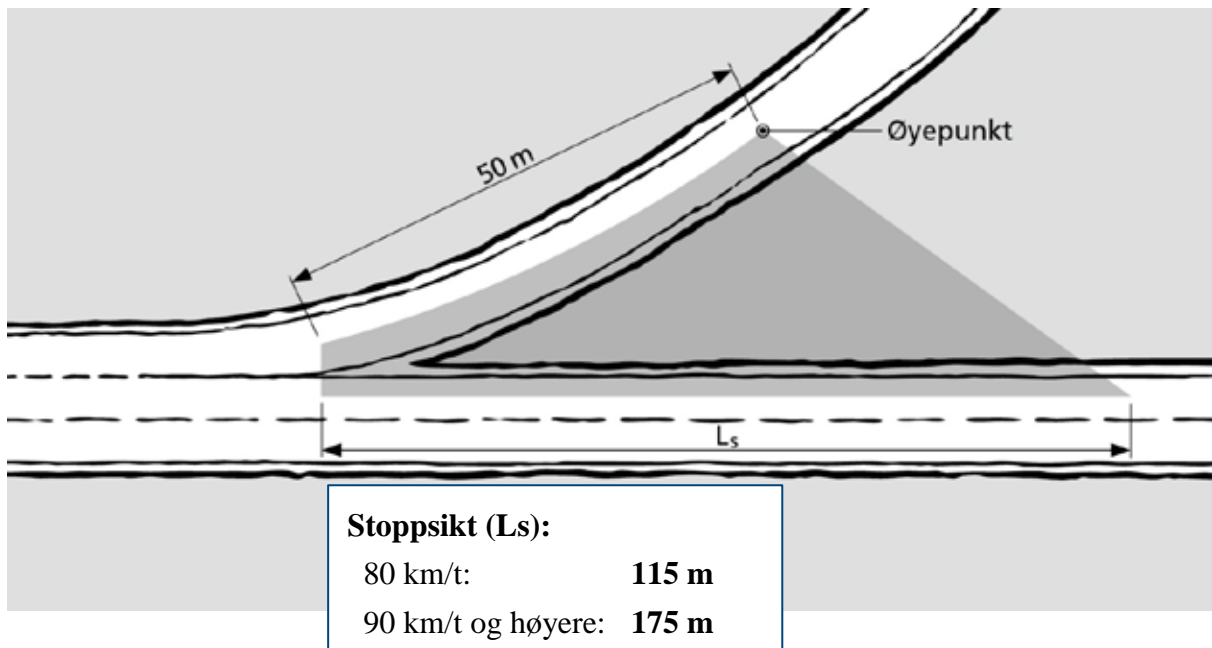 50 m
Øyepunkt
Ls
Stoppsikt (Ls):
80 km/t: 115 m
90 km/t og høyere: 175 m